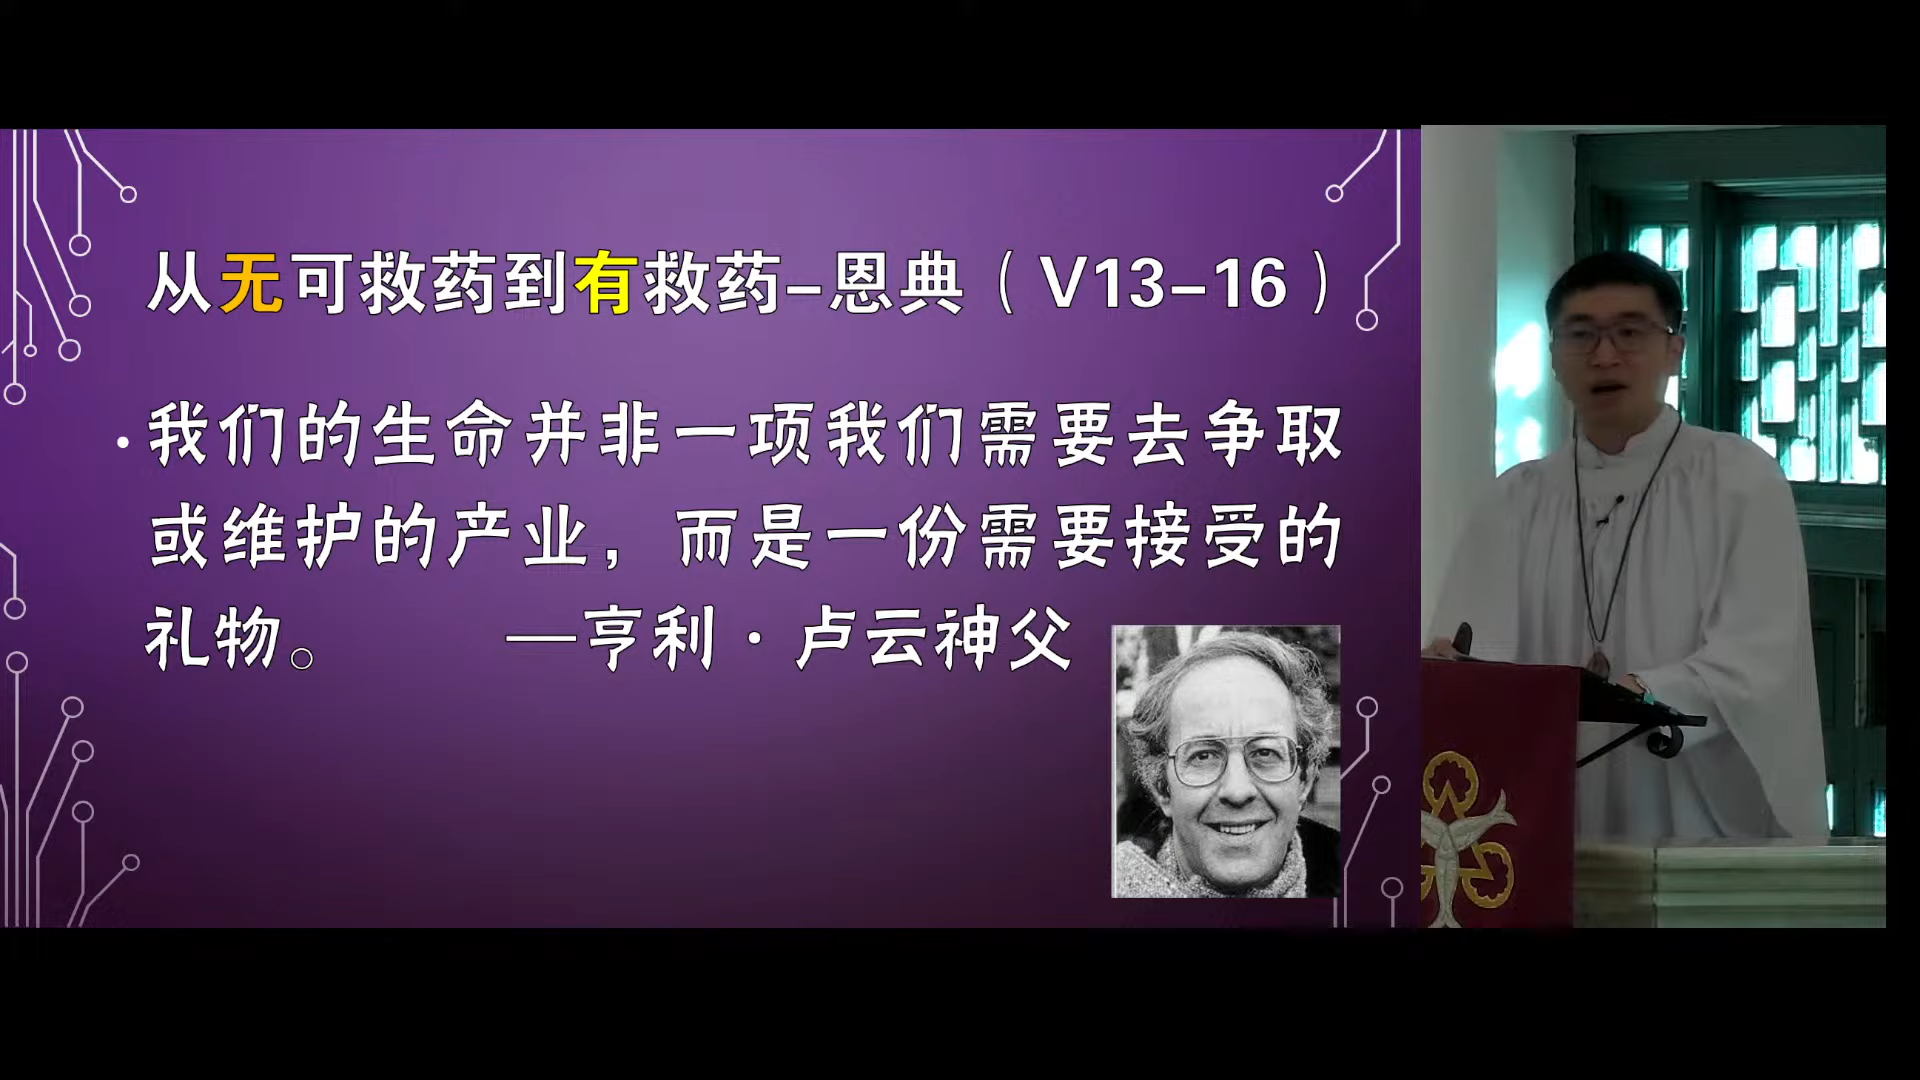 从无可救药到有救药-恩典（V13-16）
• 我们的生命并非一项我们需要去争取
或维护的产业，而是一份需要接受的
礼物。 —亨利·卢云神父